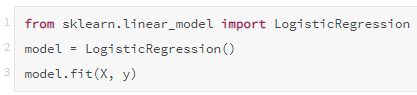 1 from sklearn.linear_model import LogisticRegression
2 model = LogisticRegression()
3 model.fit(X, y)